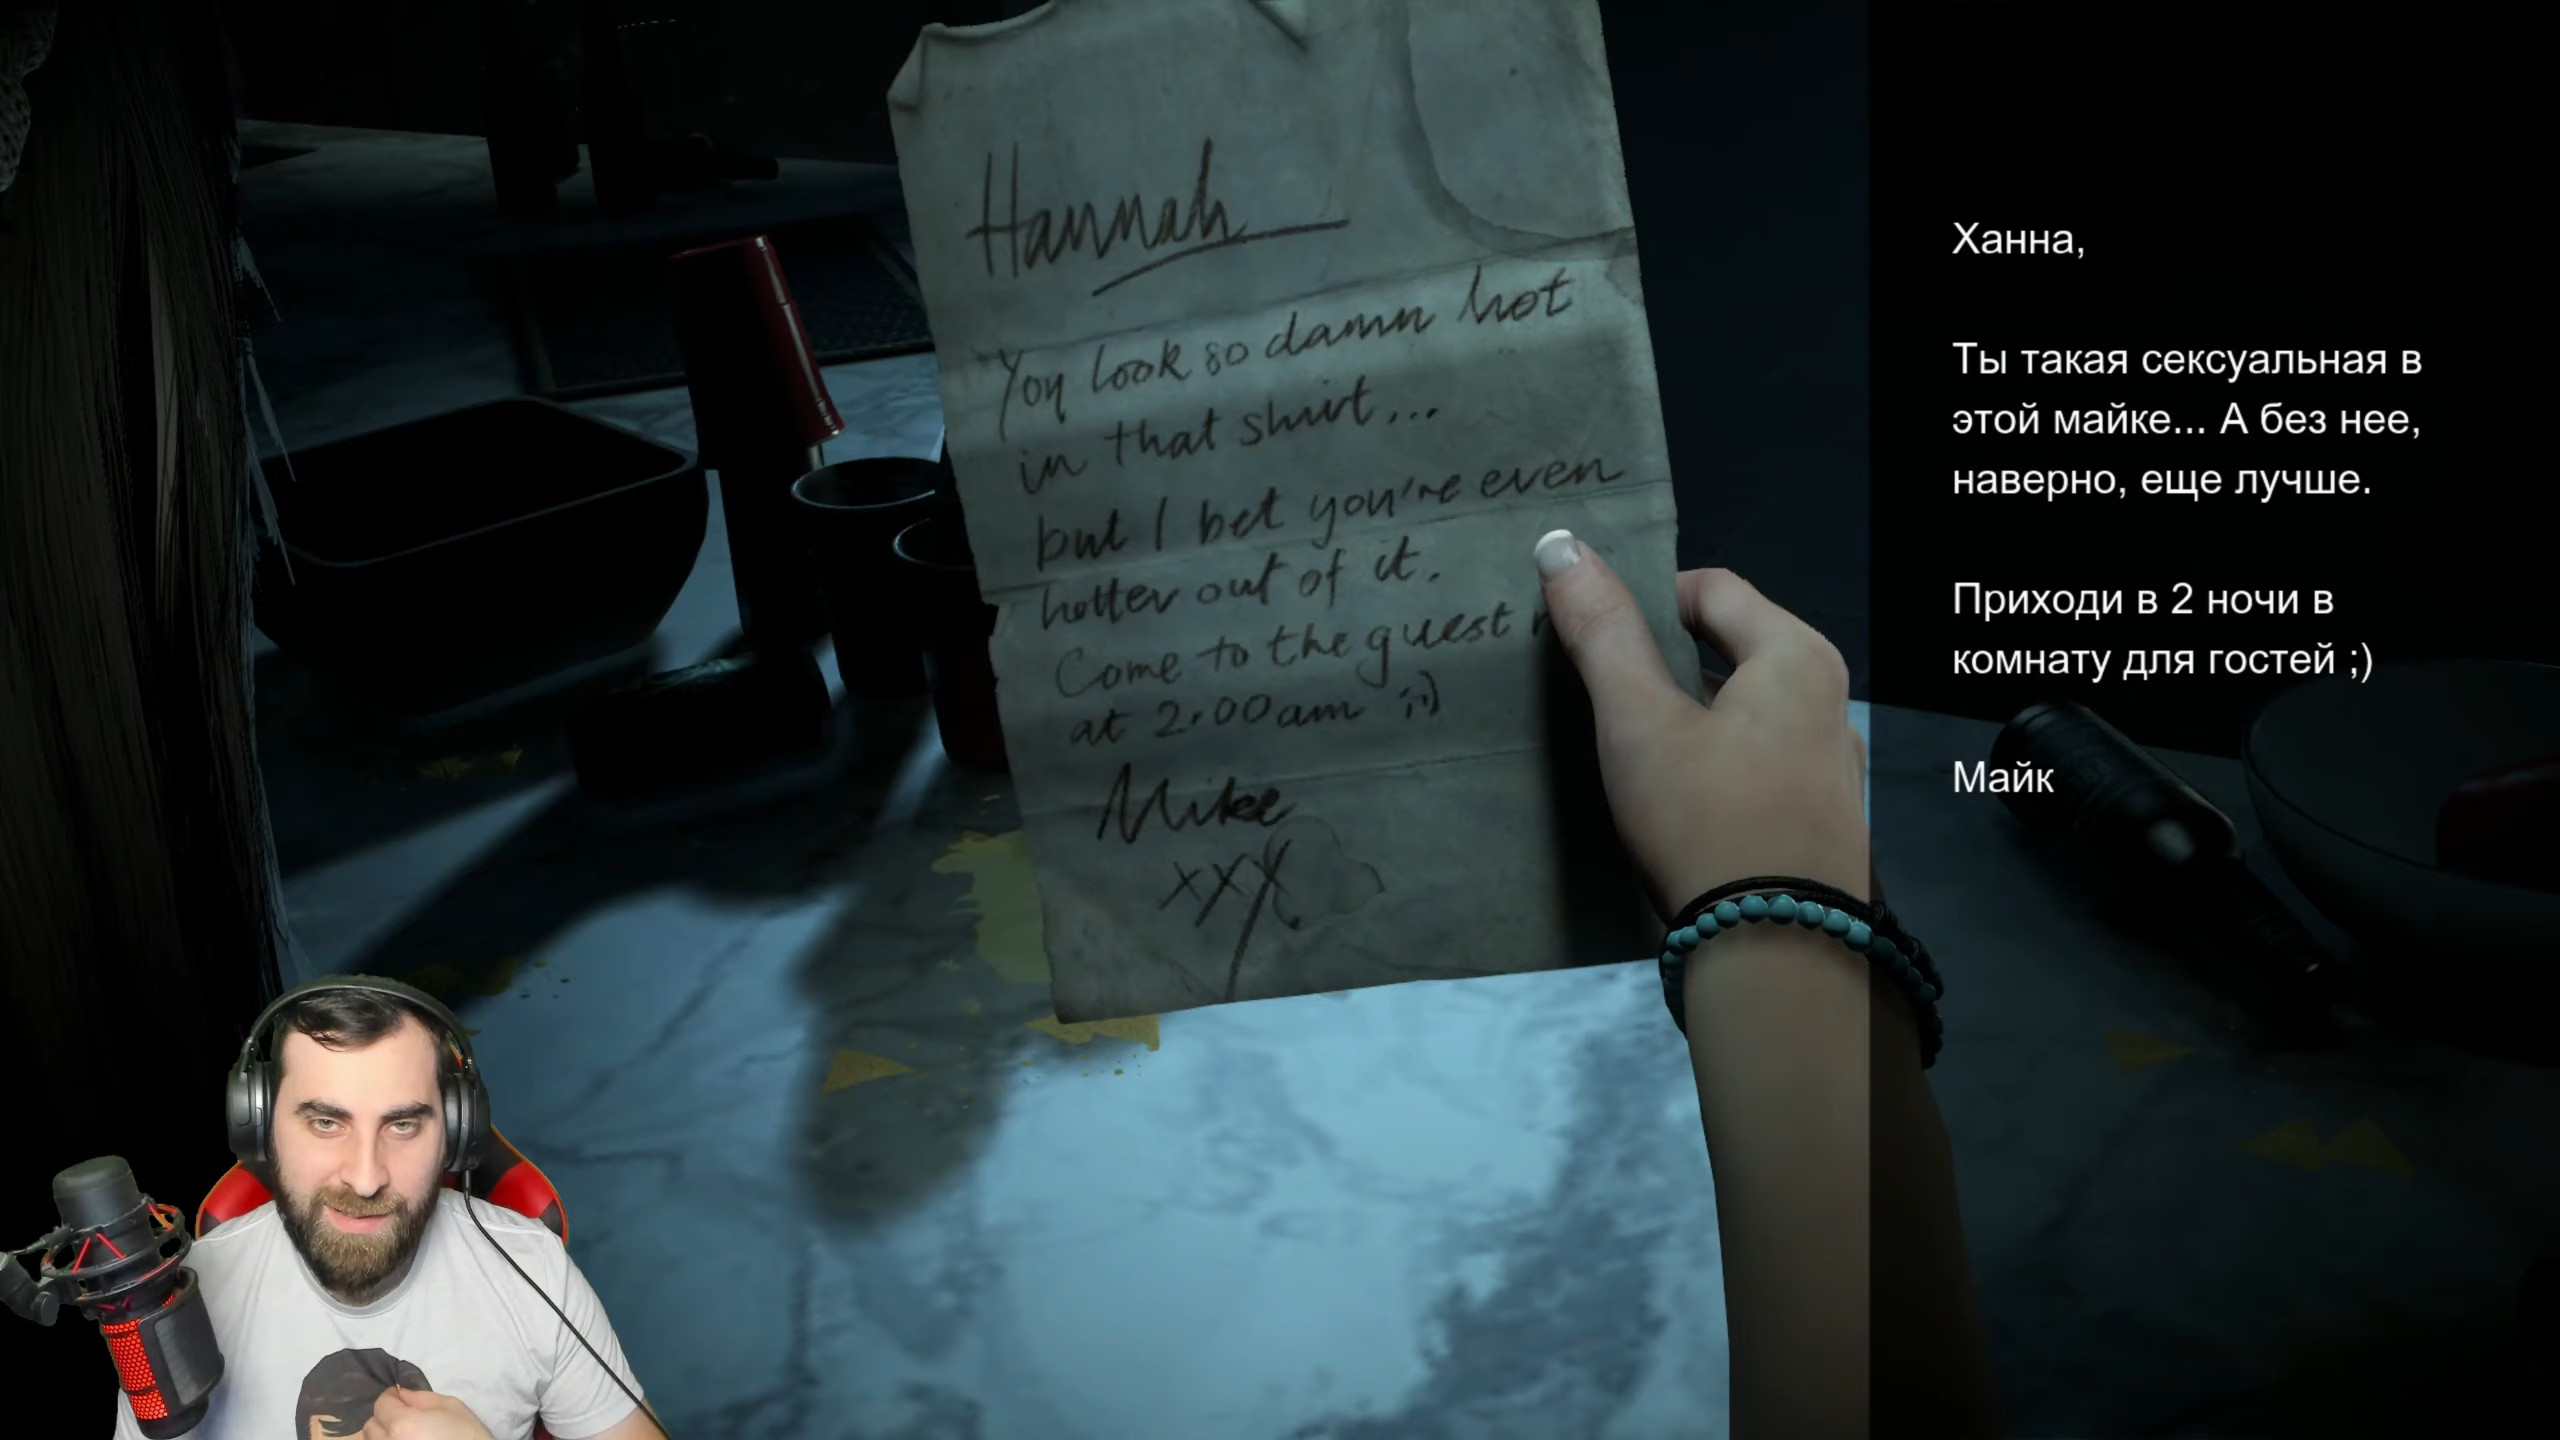 Hannah
You look so damn hot
in that shirt...
but I bet you're even
hotter out of it.
Come to the guest
at 2:00am ;)
Mike
xxx
Ханна,
Ты такая сексуальная в
этой майке... А без нее,
наверно, еще лучше.
Приходи в 2 ночи в
комнату для гостей ;)
Майк